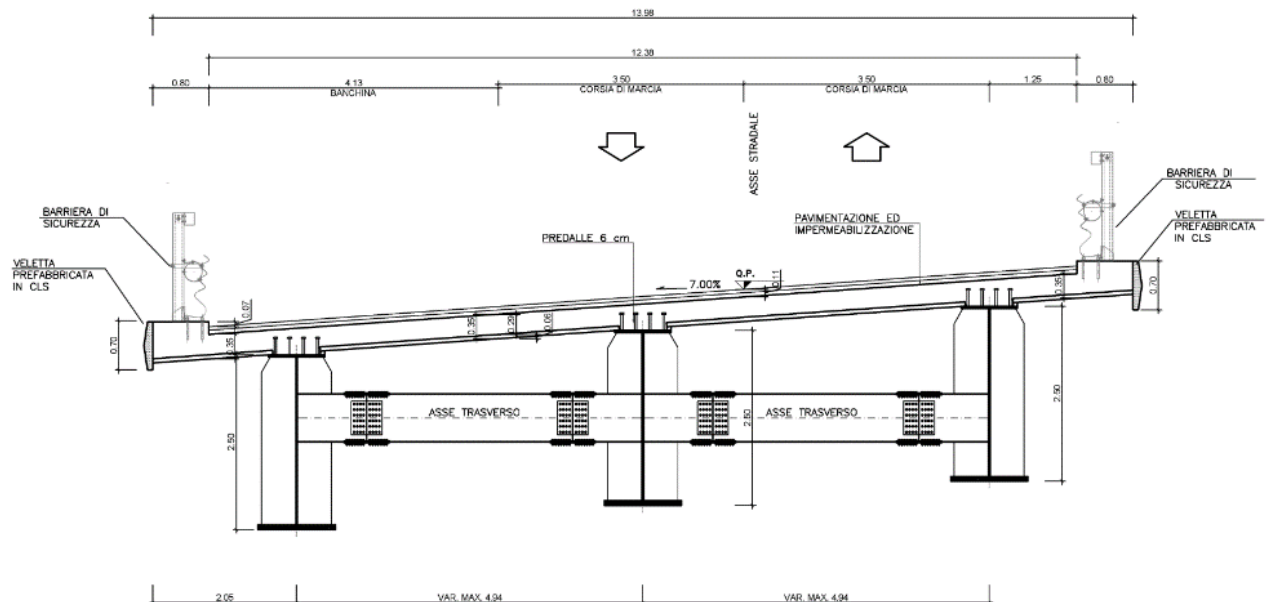 13.98
12.38
0.80
4.13
3.50
3.50
1.25
0.80
BANCHINA
CORSIA DI MARCIA
CORSIA DI MARCIA
ASSE STRADALE
BARRIERA DI
SICUREZZA
BARRIERA DI
SICUREZZA
VELETTA
PREFABBRICATA
IN CLS
VELETTA
PREFABBRICATA
IN CLS
PREDALLE 6 cm
PAVIMENTAZIONE ED
IMPERMEABILIZZAZIONE
7.00%
Q.P.
0.11
0.07
0.35
0.29
0.06
0.35
0.70
0.35
0.70
ASSE TRASVERSO
ASSE TRASVERSO
2.50
2.50
2.50
2.05
VAR. MAX. 4.94
VAR. MAX. 4.94